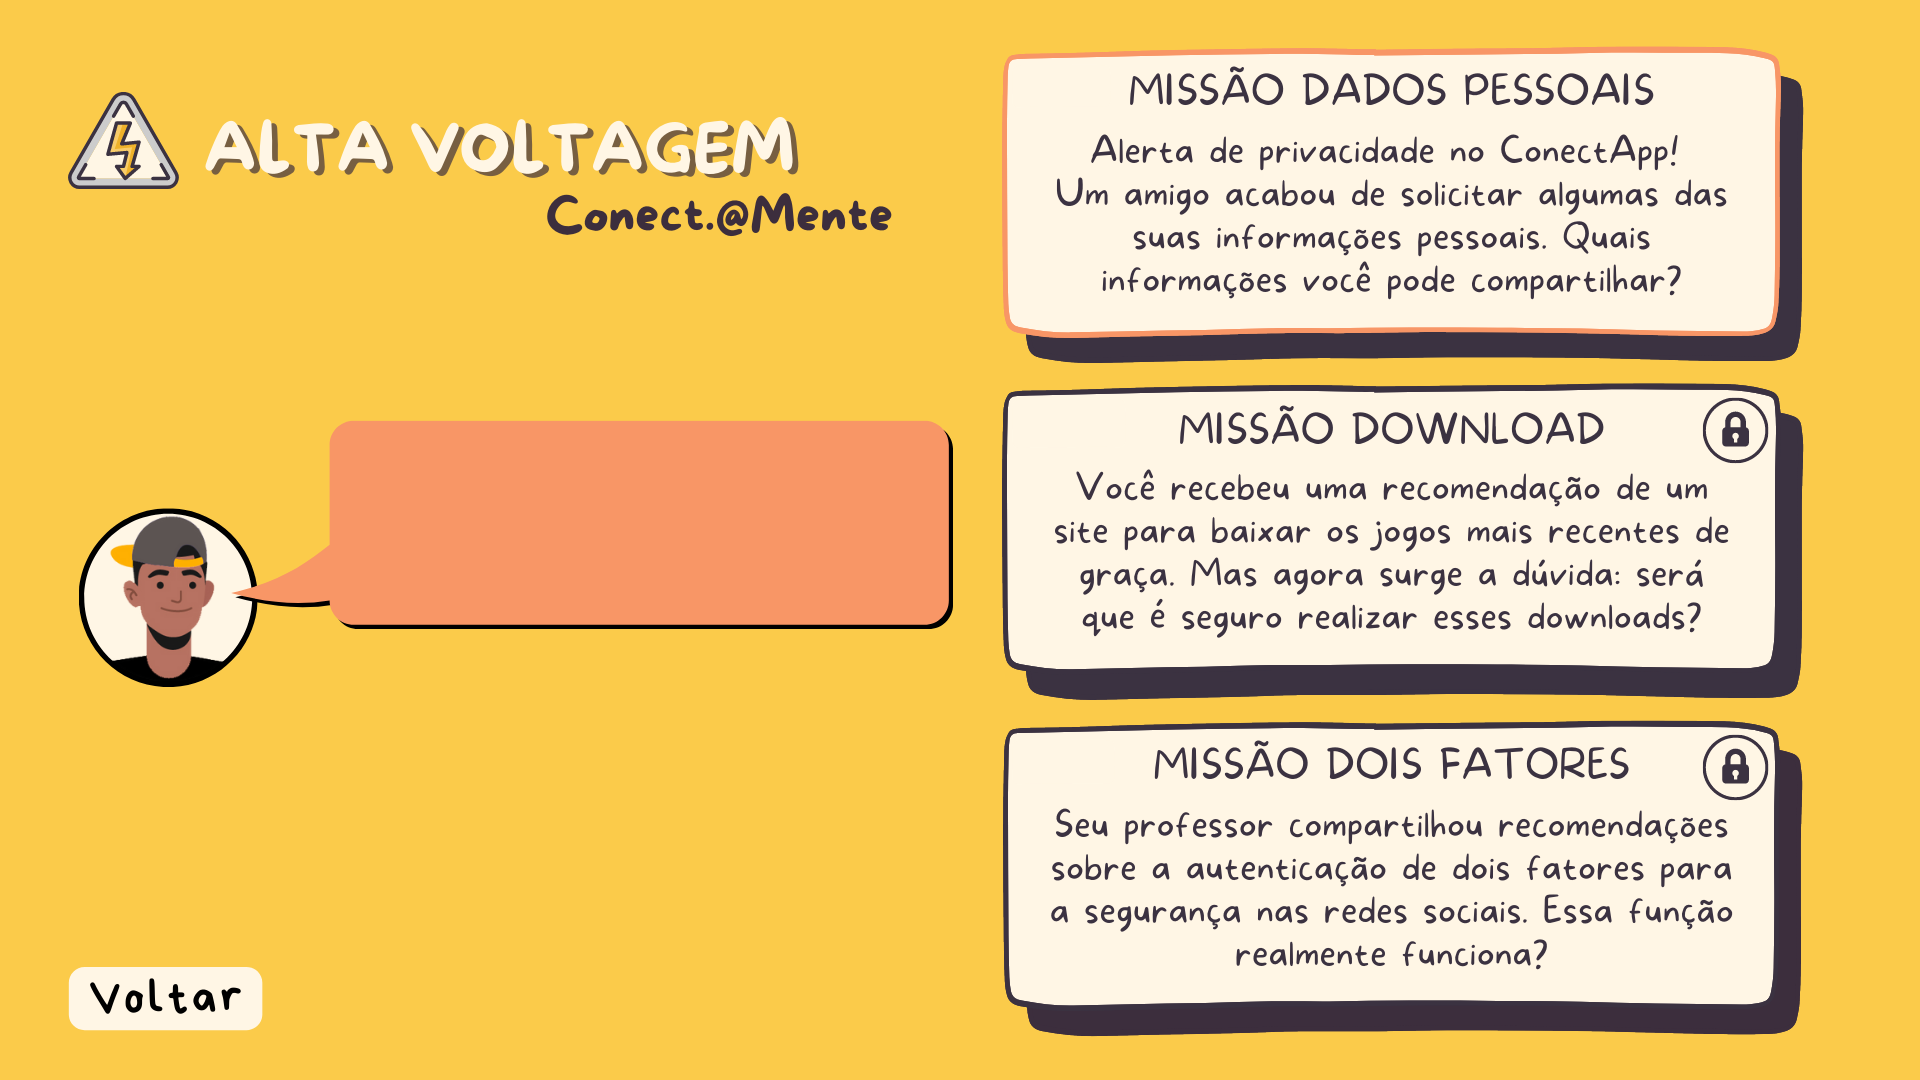 ALTA VOLTAGEM
Conect.@Mente
MISSÃO DADOS PESSOAIS
Alerta de privacidade no ConectApp!
Um amigo acabou de solicitar algumas das
suas informações pessoais. Quais
informações você pode compartilhar?
MISSÃO DOWNLOAD
Você recebeu uma recomendação de um
site para baixar os jogos mais recentes de
graça. Mas agora surge a dúvida: será
que é seguro realizar esses downloads?
MISSÃO DOIS FATORES
Seu professor compartilhou recomendações
sobre a autenticação de dois fatores para
a segurança nas redes sociais. Essa função
realmente funciona?
Voltar